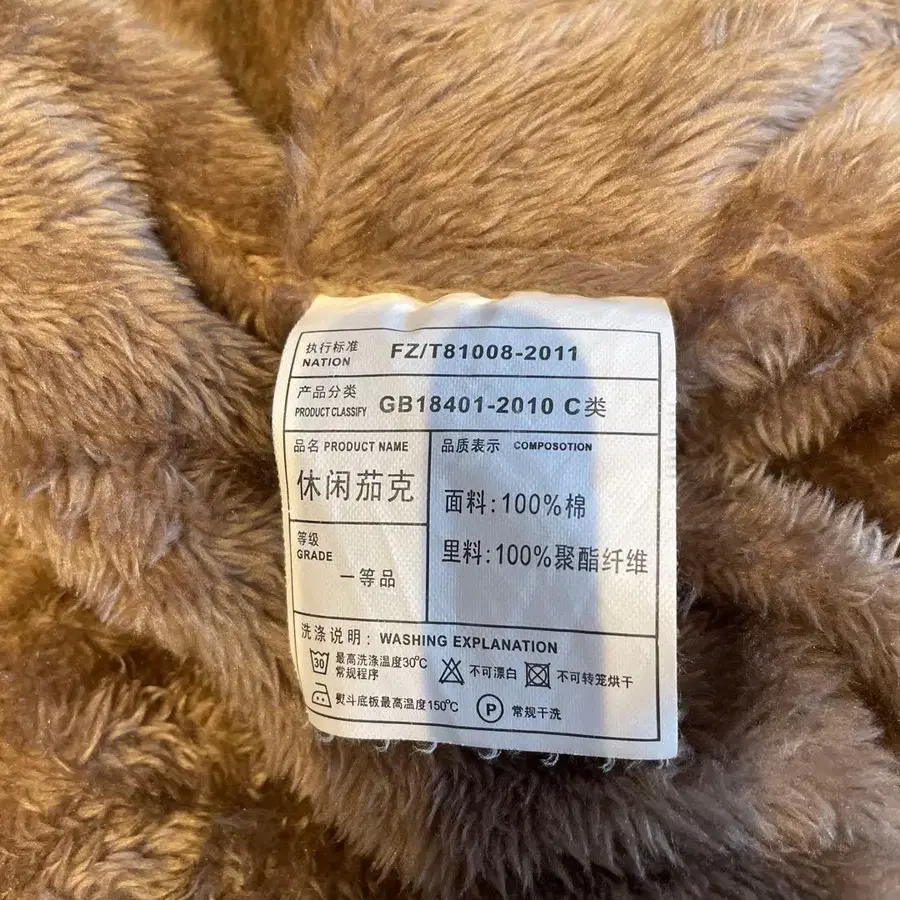 执行标准 FZ/T81008-2011
NATION
产品分类 GB18401-2010 C类
PRODUCT CLASSIFY
品名 PRODUCT NAME
休闲茄克
等级
GRADE
一等品
品质表示 COMPOSOTION
面料:100%棉
里料:100%聚酯纤维
洗涤说明: WASHING EXPLANATION
30 最高洗涤温度30℃
常规程序
不可漂白 不可转笼烘干
熨斗底板最高温度150℃ P 常规干洗